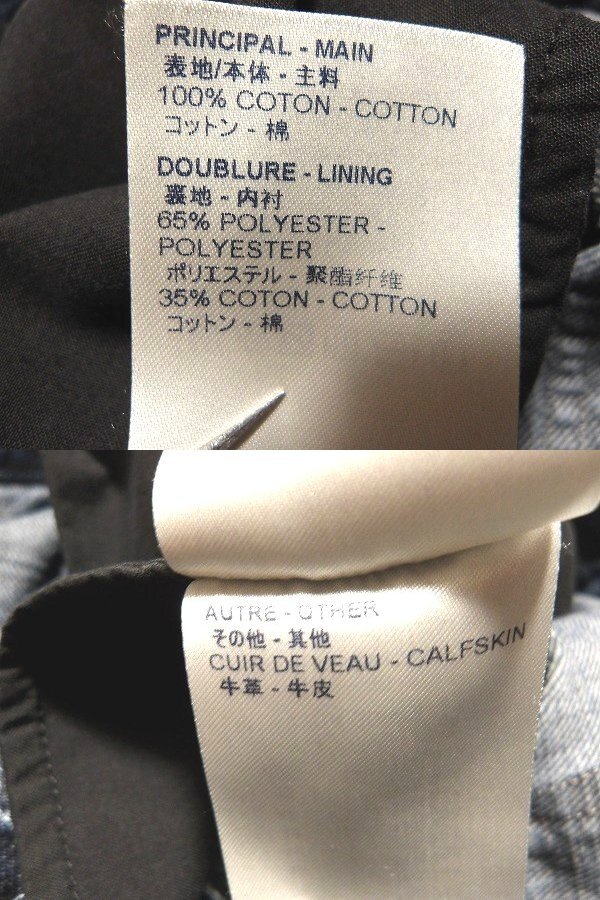 PRINCIPAL - MAIN
表地/本体 - 主料
100% COTON - COTTON
コットン - 棉
DOUBLURE - LINING
裏地 - 内衬
65% POLYESTER -
POLYESTER
ポリエステル - 聚酯纤维
35% COTON - COTTON
コットン - 棉
AUTRE - OTHER
その他 - 其他
CUIR DE VEAU - CALFSKIN
牛革 - 牛皮